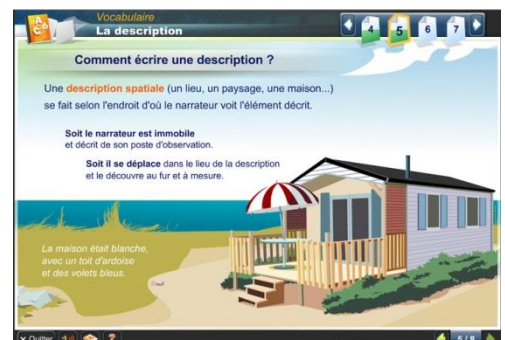 Vocabulaire
La description
4 5 6 7
Comment écrire une description ?
Une description spatiale (un lieu, un paysage, une maison...)
se fait selon l'endroit d'où le narrateur voit l'élément décrit.
Soit le narrateur est immobile
et décrit de son poste d'observation.
Soit il se déplace dans le lieu de la description
et le découvre au fur et à mesure.
La maison était blanche,
avec un toit d'ardoise
et des volets bleus.
x Quitter ? 5 / 9